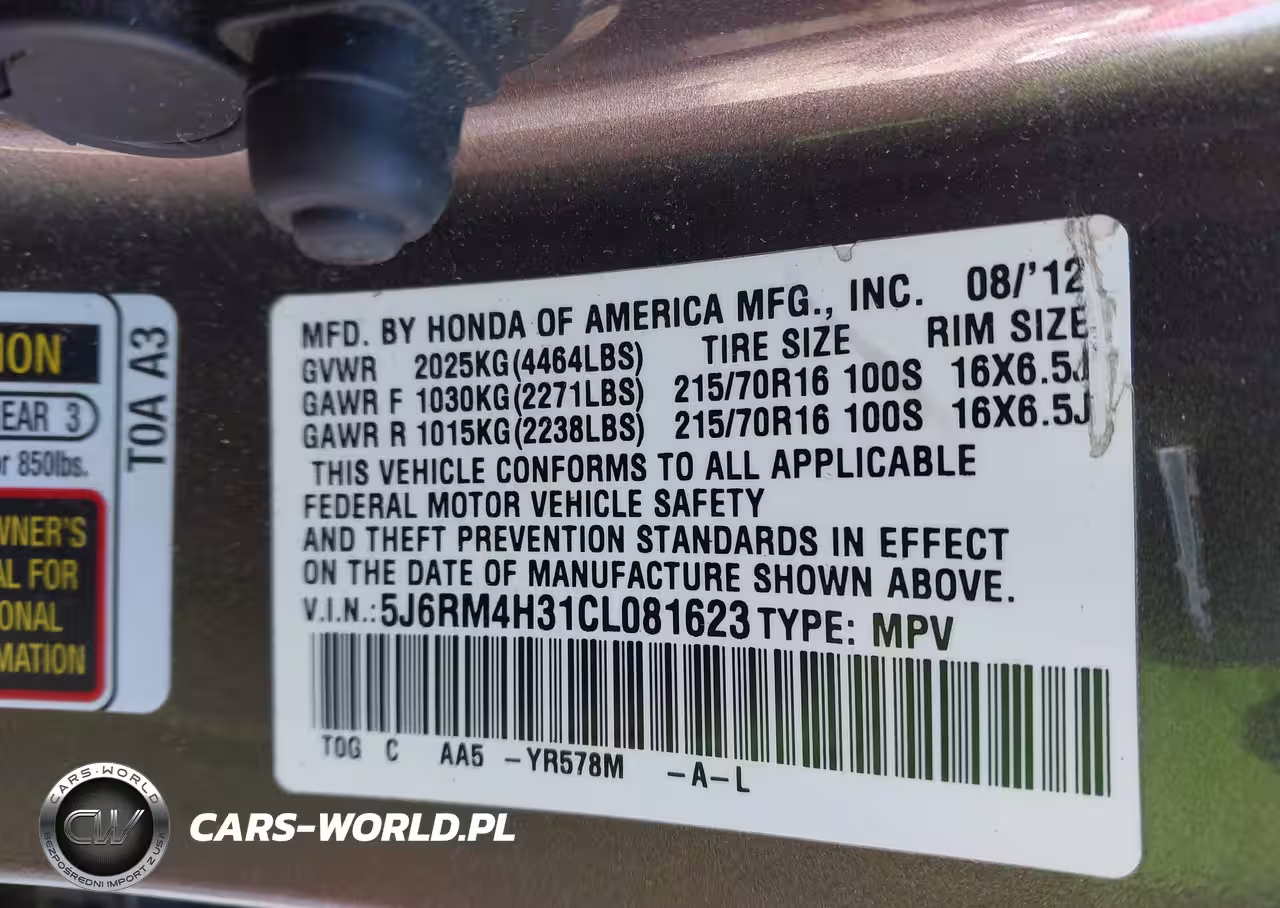 ION
EAR 3
r 850lbs.
WNER'S
AL FOR
ONAL
MATION
T0A A3
MFD. BY HONDA OF AMERICA MFG., INC. 08/'12
GVWR 2025KG(4464LBS) TIRE SIZE RIM SIZE
GAWR F 1030KG(2271LBS) 215/70R16 100S 16X6.5J
GAWR R 1015KG(2238LBS) 215/70R16 100S 16X6.5J
THIS VEHICLE CONFORMS TO ALL APPLICABLE
FEDERAL MOTOR VEHICLE SAFETY
AND THEFT PREVENTION STANDARDS IN EFFECT
ON THE DATE OF MANUFACTURE SHOWN ABOVE.
V.I.N.: 5J6RM4H31CL081623 TYPE: MPV
T0G C AA5 -YR578M -A-L
CARS-WORLD
CW
BEZPOŚREDNI IMPORT Z USA
CARS-WORLD.PL